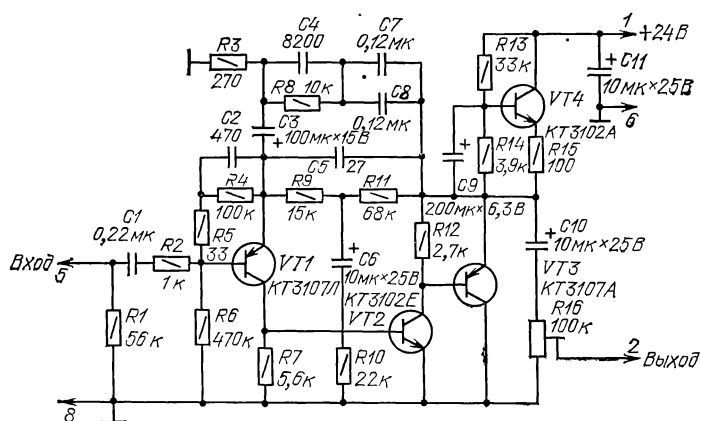 R3
270
C4
8200
C7
0,12мк
R8 10к
C8
0,12мк
C3
100мк×15В
C2
470
C5
27
R4
100к
R9
15к
R11
68к
R5
33
C1
0,22мк
R2
1к
Вход
5
VT1
КТ3107Л
C6
10мк×25В
КТ3102Е
VT2
R1
56к
R6
470к
R7
5,6к
R10
22к
8
R13
33к
VT4
КТ3102А
R14
3,9к
R15
100
C9
200мк×6,3В
R12
2,7к
C10
10мк×25В
VT3
КТ3107А
R16
100к
1
+24В
C11
10мк×25В
6
2
Выход